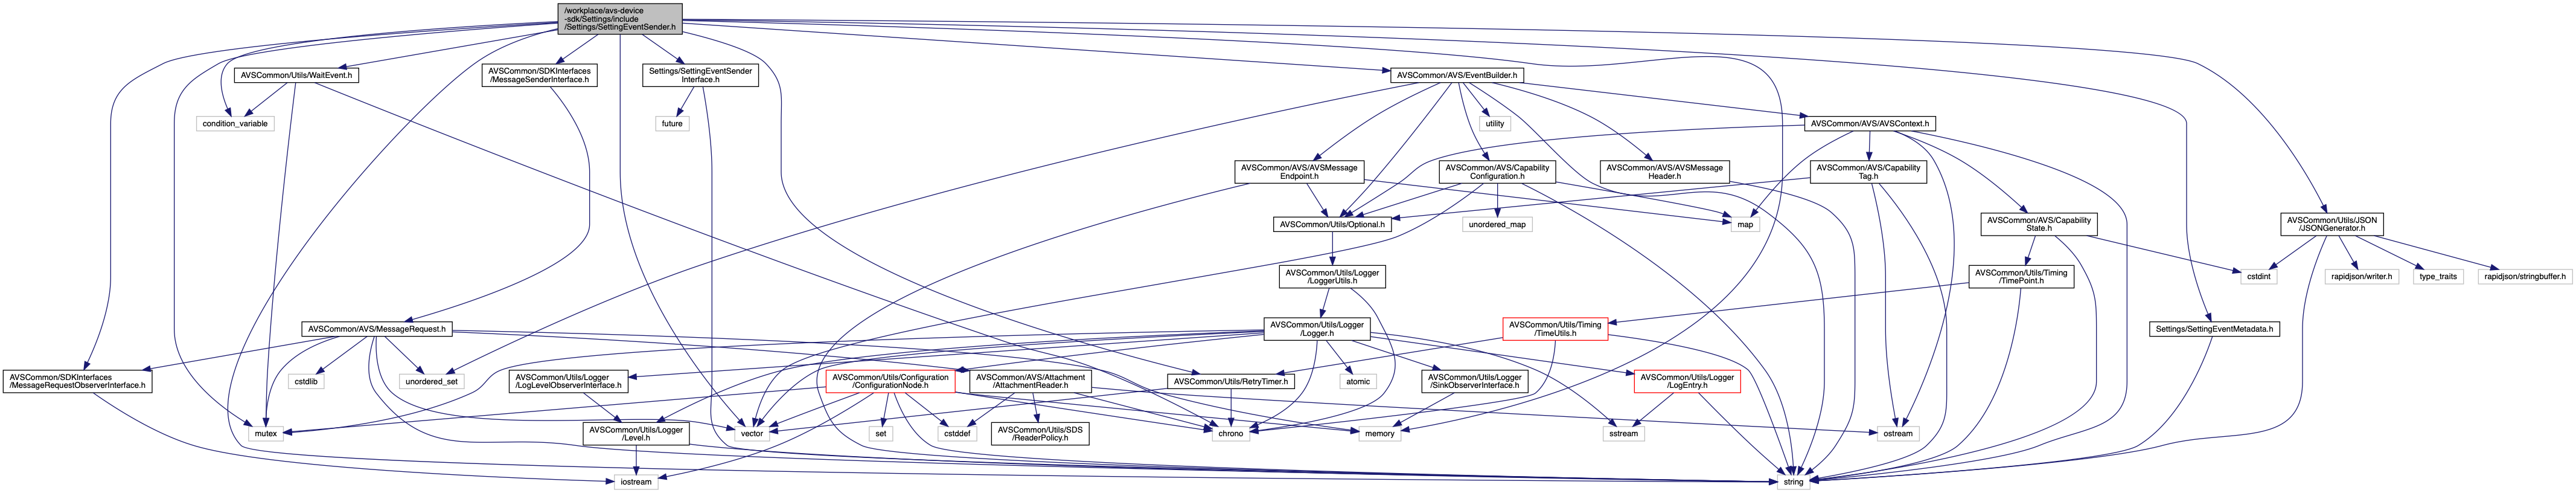 /workplace/avs-device
-sdk/Settings/include
/Settings/SettingEventSender.h
AVSCommon/Utils/WaitEvent.h
AVSCommon/SDKInterfaces
/MessageSenderInterface.h
Settings/SettingEventSender
Interface.h
AVSCommon/AVS/EventBuilder.h
condition_variable
future
utility
AVSCommon/AVS/AVSContext.h
AVSCommon/AVS/AVSMessage
Endpoint.h
AVSCommon/AVS/Capability
Configuration.h
AVSCommon/AVS/AVSMessage
Header.h
AVSCommon/AVS/Capability
Tag.h
AVSCommon/Utils/Optional.h
unordered_map
map
AVSCommon/AVS/Capability
State.h
AVSCommon/Utils/JSON
/JSONGenerator.h
AVSCommon/Utils/Logger
/LoggerUtils.h
AVSCommon/Utils/Timing
/TimePoint.h
cstdint
rapidjson/writer.h
type_traits
rapidjson/stringbuffer.h
AVSCommon/AVS/MessageRequest.h
AVSCommon/Utils/Logger
/Logger.h
AVSCommon/Utils/Timing
/TimeUtils.h
Settings/SettingEventMetadata.h
AVSCommon/SDKInterfaces
/MessageRequestObserverInterface.h
cstdlib
unordered_set
AVSCommon/Utils/Logger
/LogLevelObserverInterface.h
AVSCommon/Utils/Configuration
/ConfigurationNode.h
AVSCommon/AVS/Attachment
/AttachmentReader.h
AVSCommon/Utils/RetryTimer.h
atomic
AVSCommon/Utils/Logger
/SinkObserverInterface.h
AVSCommon/Utils/Logger
/LogEntry.h
mutex
AVSCommon/Utils/Logger
/Level.h
vector
set
cstddef
AVSCommon/Utils/SDS
/ReaderPolicy.h
chrono
memory
sstream
ostream
iostream
string